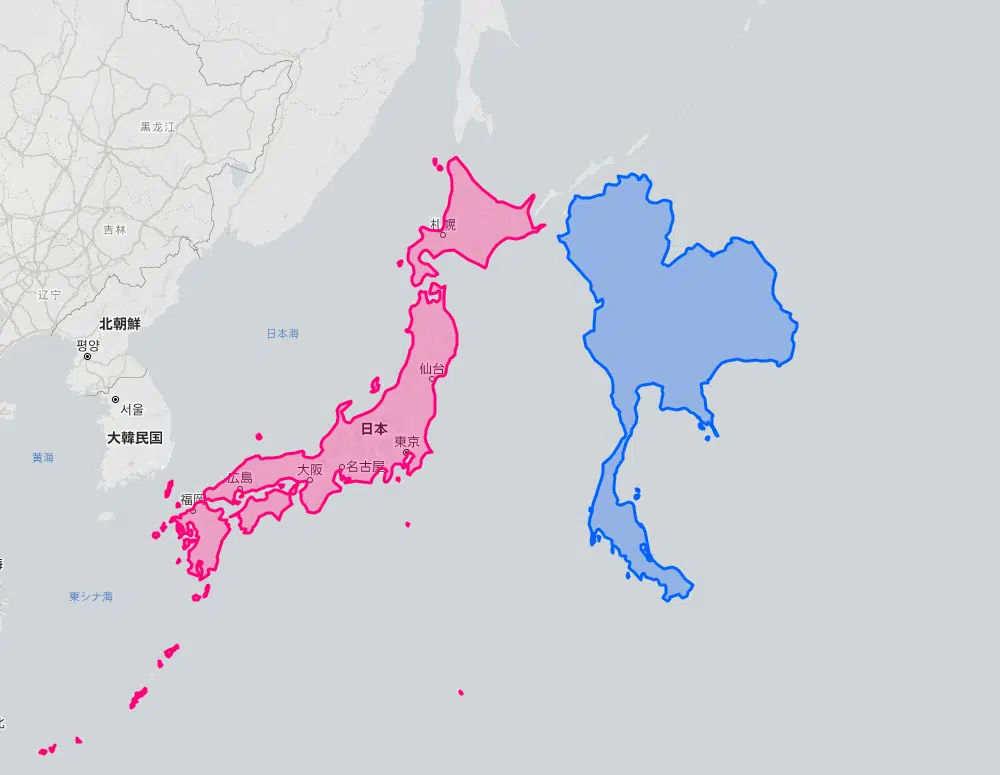 黑龙江
吉林
札幌
辽宁
北朝鮮
日本海
평양
仙台
서울
日本
大韓民国
東京
黄海
大阪
名古屋
広島
福岡
東シナ海